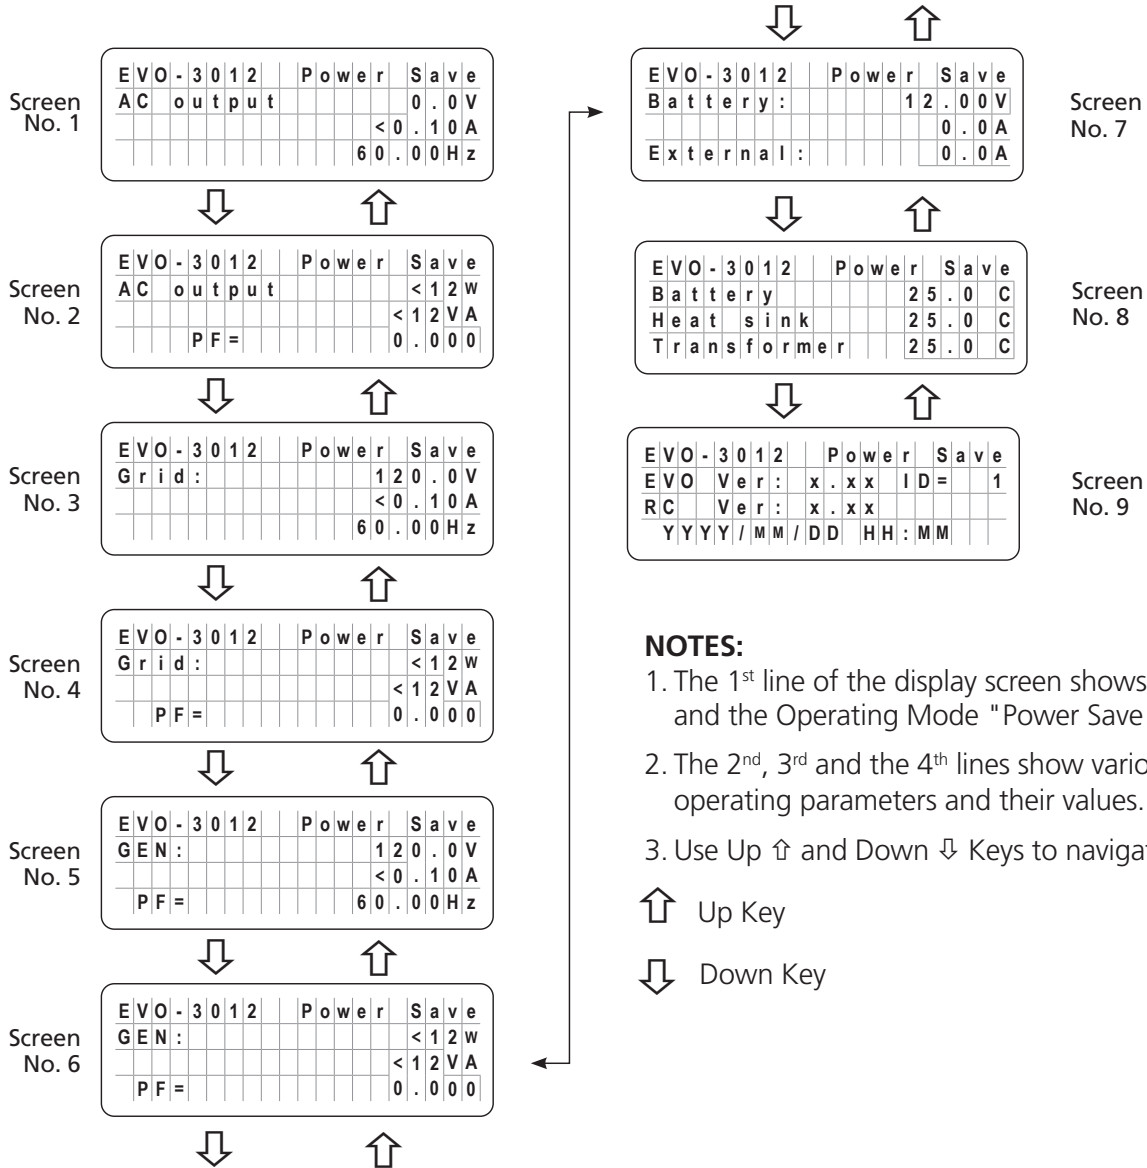 Screen
No. 1
EVO-3012 Power Save
AC output 0.0V
<0.10A
60.00Hz
Screen
No. 2
EVO-3012 Power Save
AC output <12W
<12VA
PF= 0.000
Screen
No. 3
EVO-3012 Power Save
Grid: 120.0V
<0.10A
60.00Hz
Screen
No. 4
EVO-3012 Power Save
Grid: <12W
<12VA
PF= 0.000
Screen
No. 5
EVO-3012 Power Save
GEN: 120.0V
<0.10A
PF= 60.00Hz
Screen
No. 6
EVO-3012 Power Save
GEN: <12W
<12VA
PF= 0.000
EVO-3012 Power Save
Battery: 12.00V
0.0A
External: 0.0A
Screen
No. 7
EVO-3012 Power Save
Battery 25.0 C
Heat sink 25.0 C
Transformer 25.0 C
Screen
No. 8
EVO-3012 Power Save
EVO Ver: x.xx ID= 1
RC Ver: x.xx
YYYY/MM/DD HH:MM
Screen
No. 9
NOTES:
1. The 1st line of the display screen shows
and the Operating Mode "Power Save
2. The 2nd, 3rd and the 4th lines show vario
operating parameters and their values.
3. Use Up ⇧ and Down ⇩ Keys to naviga
⇧ Up Key
⇩ Down Key